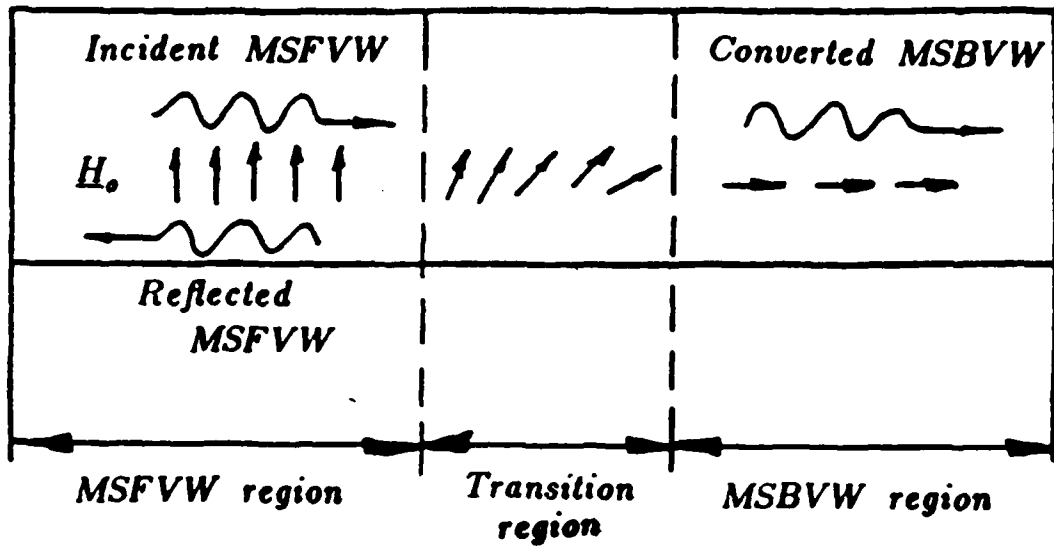 Incident MSFVW
Converted MSBVW
H₀
Reflected
MSFVW
MSFVW region
Transition
region
MSBVW region